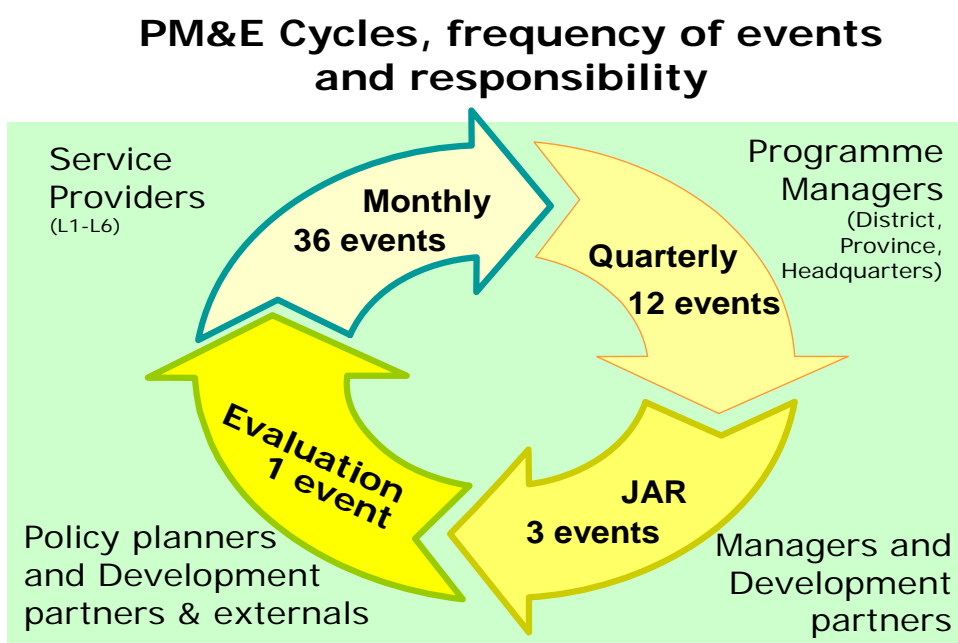 PM&E Cycles, frequency of events
and responsibility
Service
Providers
(L1-L6)
Monthly
36 events
Programme
Managers
(District,
Province,
Headquarters)
Quarterly
12 events
Evaluation
1 event
JAR
3 events
Policy planners
and Development
partners & externals
Managers and
Development
partners